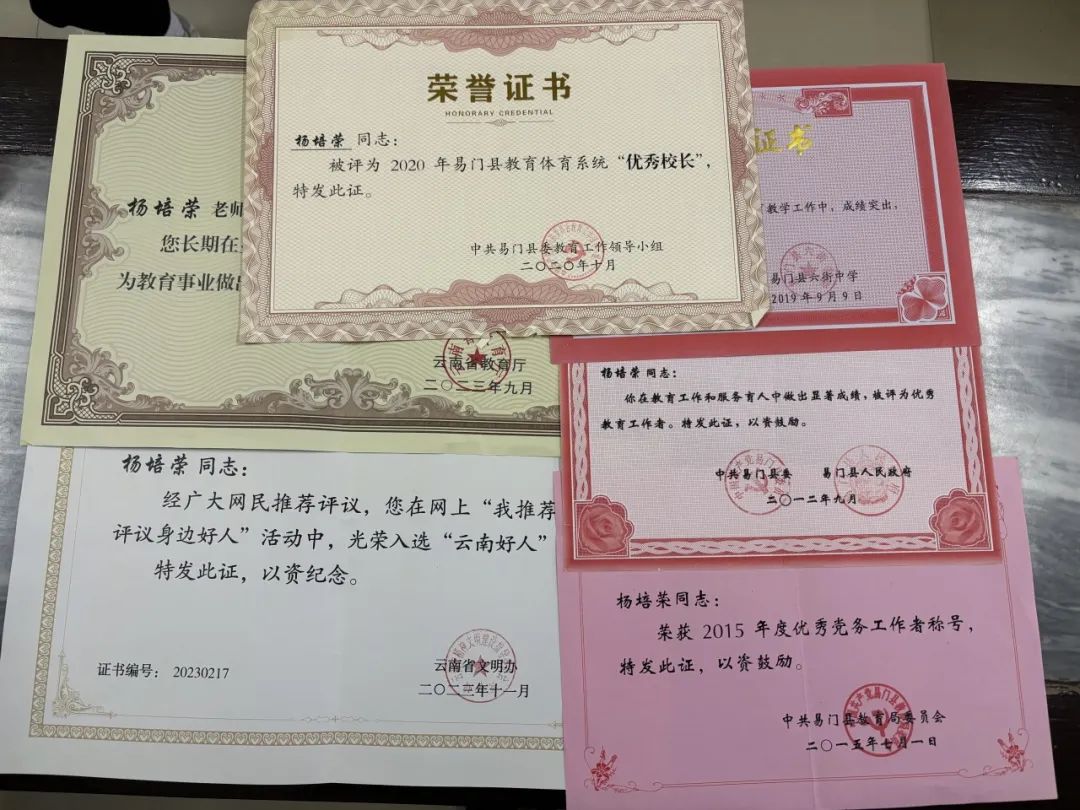 荣誉证书
HONORARY CREDENTIAL
杨培荣 同志：
被评为 2020 年易门县教育体育系统“优秀校长”，
特发此证。
中共易门县委教育工作领导小组
二〇二〇年十月
杨培荣 老师
您长期在
为教育事业做出
云南省教育厅
二〇二三年九月
证书
教学工作中，成绩突出，
易门县六街中学
2019年9月9日
杨培荣同志：
你在教育工作和服务育人中做出显著成绩，被评为优秀
教育工作者。特发此证，以资鼓励。
中共易门县委 易门县人民政府
二〇一二年九月
杨培荣 同志：
经广大网民推荐评议，您在网上“我推荐
评议身边好人”活动中，光荣入选“云南好人”
特发此证，以资纪念。
证书编号： 20230217
云南省文明办
二〇二三年十一月
杨培荣同志：
荣获 2015 年度优秀党务工作者称号，
特发此证，以资鼓励。
中共易门县教育局委员会
二〇一五年七月一日